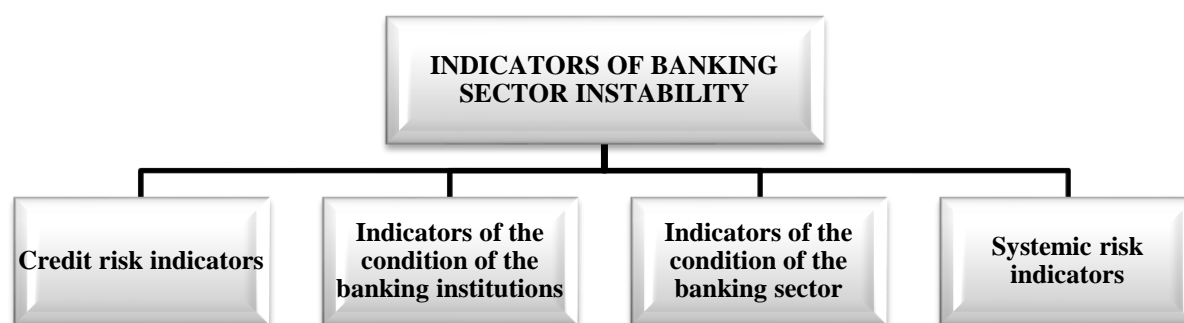 INDICATORS OF BANKING
SECTOR INSTABILITY
Credit risk indicators
Indicators of the
condition of the
banking institutions
Indicators of the
condition of the
banking sector
Systemic risk
indicators